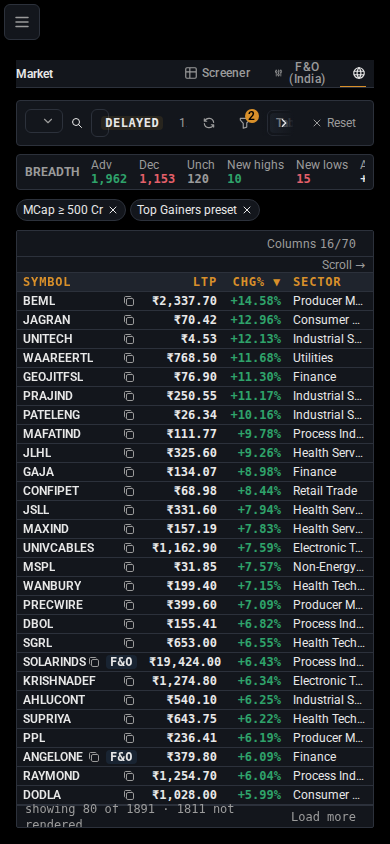 Market Screener F&O (India)
DELAYED 1 2 Reset
BREADTH Adv 1,962 Dec 1,153 Unch 120 New highs 10 New lows 15
MCap ≥ 500 Cr × Top Gainers preset ×
Columns 16/70
Scroll →
SYMBOL LTP CHG% ▼ SECTOR
BEML ₹2,337.70 +14.58% Producer M…
JAGRAN ₹70.42 +12.96% Consumer …
UNITECH ₹4.53 +12.13% Industrial S…
WAAREERTL ₹768.50 +11.68% Utilities
GEOJITFSL ₹76.90 +11.30% Finance
PRAJIND ₹250.55 +11.17% Industrial S…
PATELENG ₹26.34 +10.16% Industrial S…
MAFATIND ₹111.77 +9.78% Process Ind…
JLHL ₹325.60 +9.26% Health Serv…
GAJA ₹134.07 +8.98% Finance
CONFIPET ₹68.98 +8.44% Retail Trade
JSLL ₹331.60 +7.94% Health Serv…
MAXIND ₹157.19 +7.83% Health Serv…
UNIVCABLES ₹1,162.90 +7.59% Electronic T…
MSPL ₹31.85 +7.57% Non-Energy…
WANBURY ₹199.40 +7.15% Health Tech…
PRECWIRE ₹399.60 +7.09% Producer M…
DBOL ₹155.41 +6.82% Process Ind…
SGRL ₹653.00 +6.55% Health Tech…
SOLARINDS F&O ₹19,424.00 +6.43% Process Ind…
KRISHNADEF ₹1,274.80 +6.34% Electronic T…
AHLUCONT ₹540.10 +6.25% Industrial S…
SUPRIYA ₹643.75 +6.22% Health Tech…
PPL ₹236.41 +6.19% Producer M…
ANGELONE F&O ₹379.80 +6.09% Finance
RAYMOND ₹1,254.70 +6.04% Process Ind…
DODLA ₹1,028.00 +5.99% Consumer …
showing 80 of 1891 · 1811 not rendered Load more